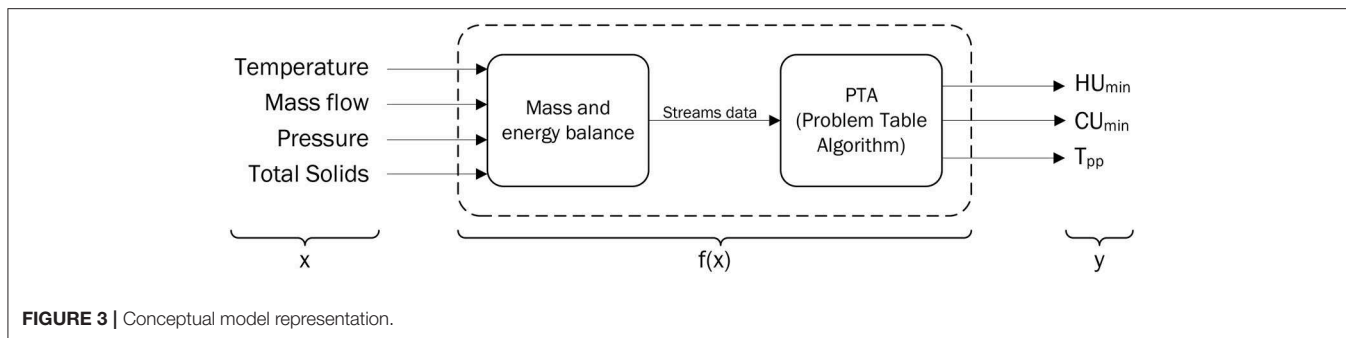 Temperature
Mass flow
Pressure
Total Solids
Mass and
energy balance
Streams data
PTA
(Problem Table
Algorithm)
HUmin
CUmin
Tpp
x
f(x)
y
FIGURE 3 | Conceptual model representation.